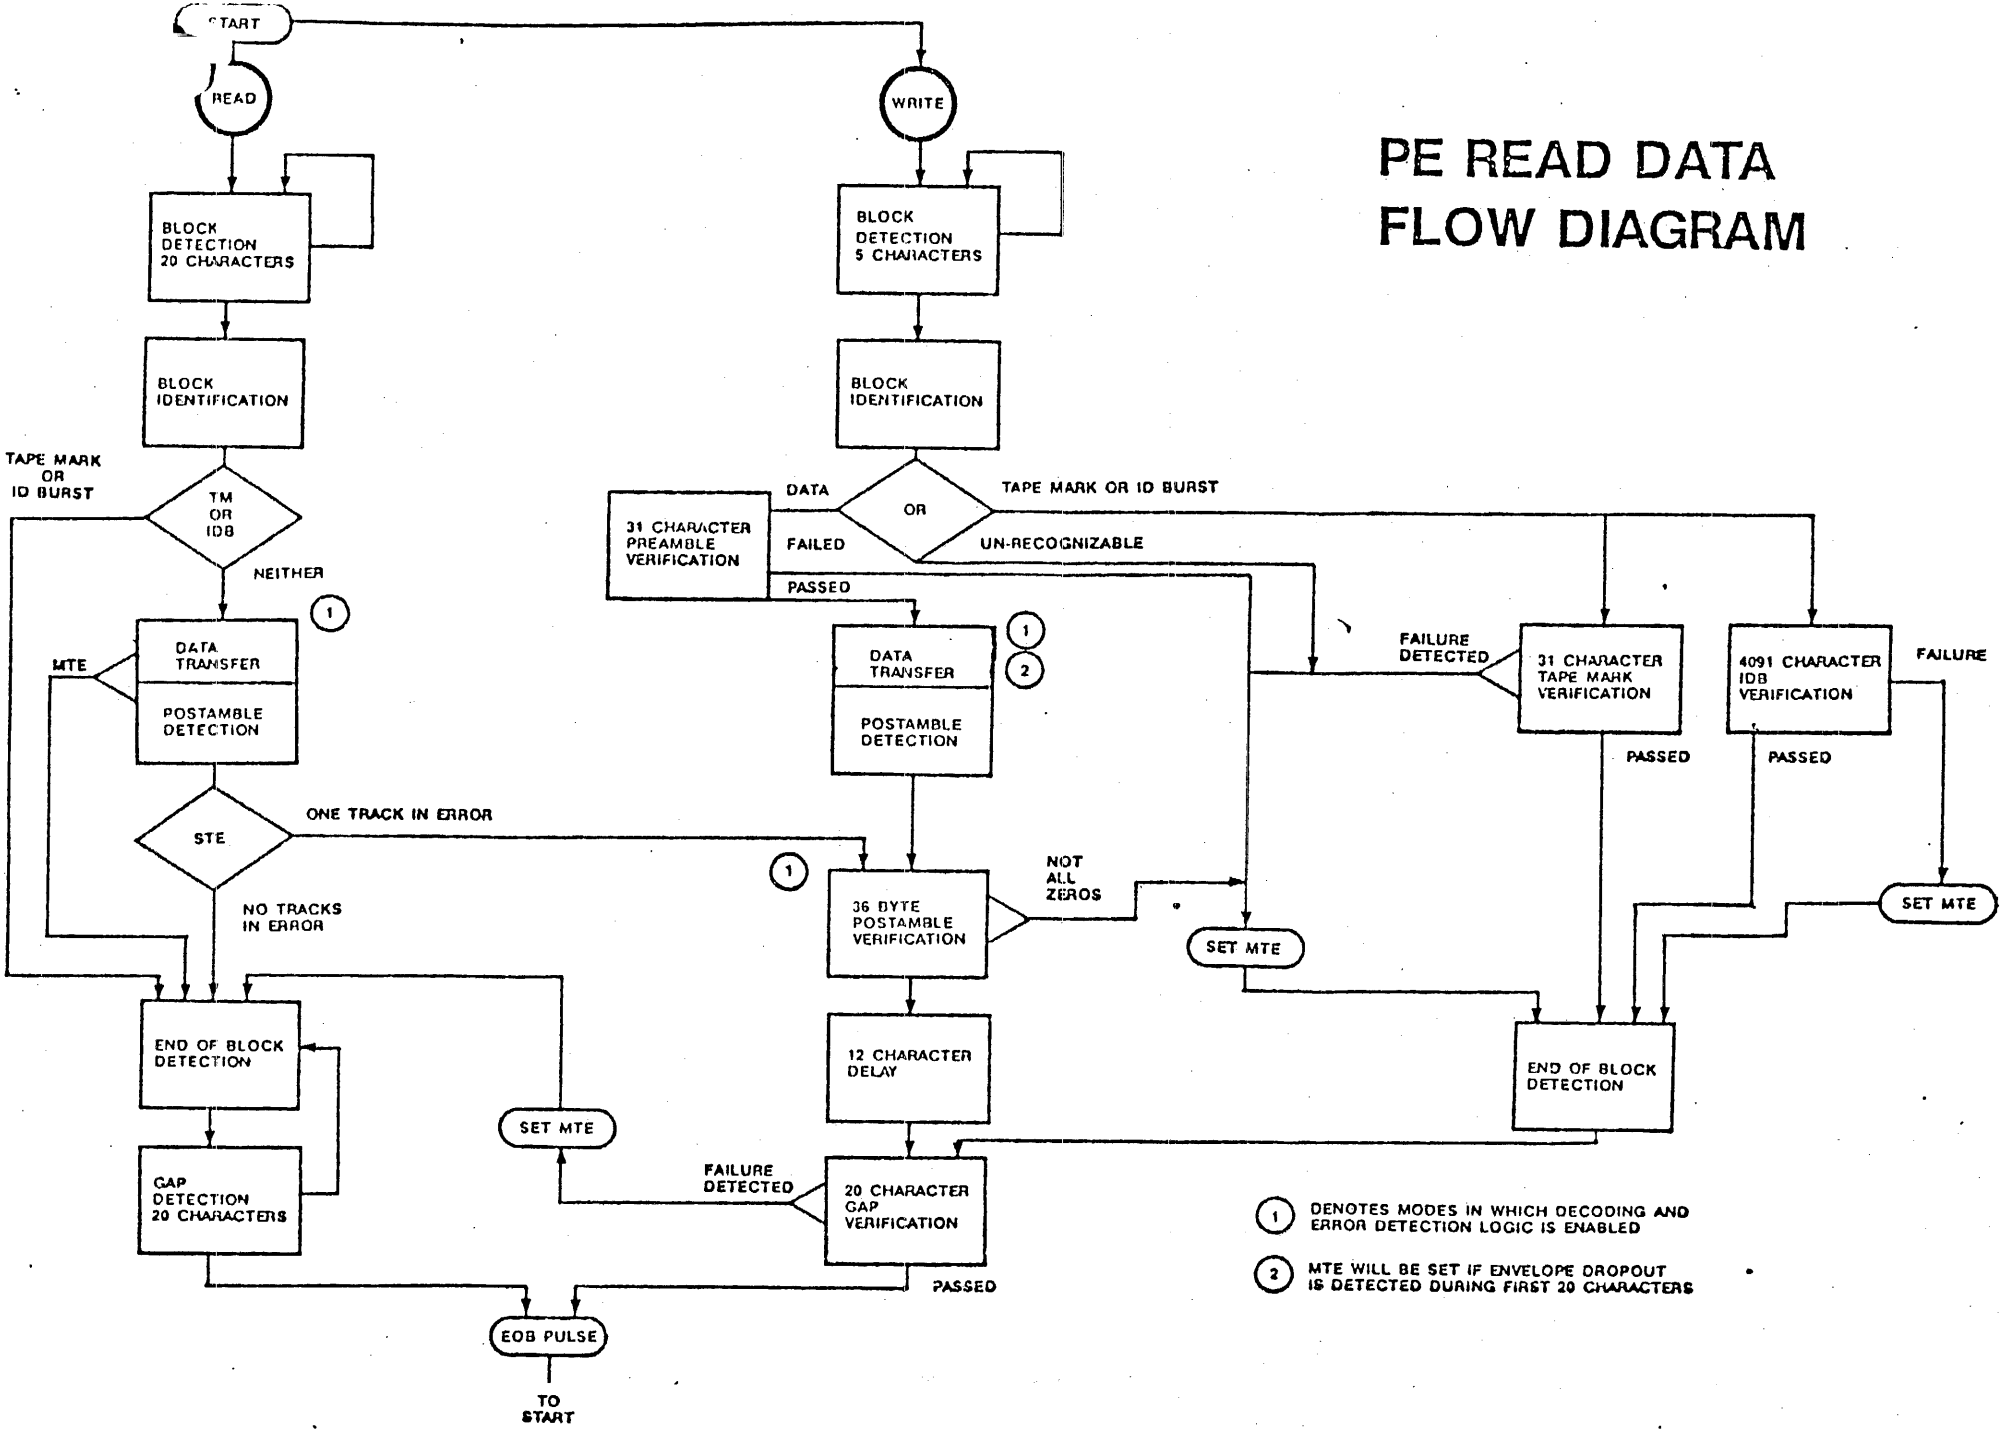 START
READ
WRITE
PE READ DATA
FLOW DIAGRAM
BLOCK
DETECTION
20 CHARACTERS
BLOCK
DETECTION
5 CHARACTERS
BLOCK
IDENTIFICATION
BLOCK
IDENTIFICATION
TAPE MARK
OR
ID BURST
TM
OR
IDB
NEITHER
DATA
OR
TAPE MARK OR ID BURST
31 CHARACTER
PREAMBLE
VERIFICATION
FAILED
UN-RECOGNIZABLE
PASSED
1
DATA
TRANSFER
POSTAMBLE
DETECTION
MTE
1
2
DATA
TRANSFER
POSTAMBLE
DETECTION
FAILURE
DETECTED
31 CHARACTER
TAPE MARK
VERIFICATION
4091 CHARACTER
IDB
VERIFICATION
FAILURE
PASSED
PASSED
STE
ONE TRACK IN ERROR
NO TRACKS
IN ERROR
1
36 BYTE
POSTAMBLE
VERIFICATION
NOT
ALL
ZEROS
SET MTE
SET MTE
END OF BLOCK
DETECTION
12 CHARACTER
DELAY
END OF BLOCK
DETECTION
SET MTE
GAP
DETECTION
20 CHARACTERS
FAILURE
DETECTED
20 CHARACTER
GAP
VERIFICATION
PASSED
1 DENOTES MODES IN WHICH DECODING AND
ERROR DETECTION LOGIC IS ENABLED
2 MTE WILL BE SET IF ENVELOPE DROPOUT
IS DETECTED DURING FIRST 20 CHARACTERS
EOB PULSE
TO
START